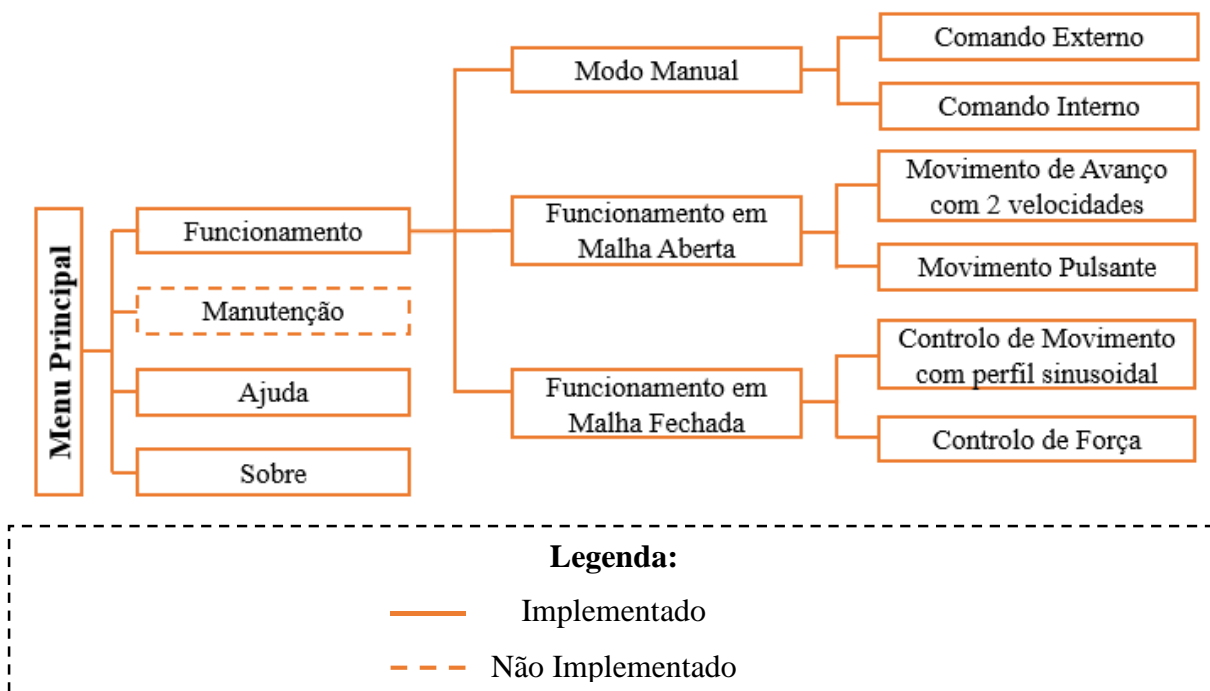 Menu Principal
Funcionamento
Manutenção
Ajuda
Sobre
Modo Manual
Funcionamento em
Malha Aberta
Funcionamento em
Malha Fechada
Comando Externo
Comando Interno
Movimento de Avanço
com 2 velocidades
Movimento Pulsante
Controlo de Movimento
com perfil sinusoidal
Controlo de Força
Legenda:
Implementado
Não Implementado